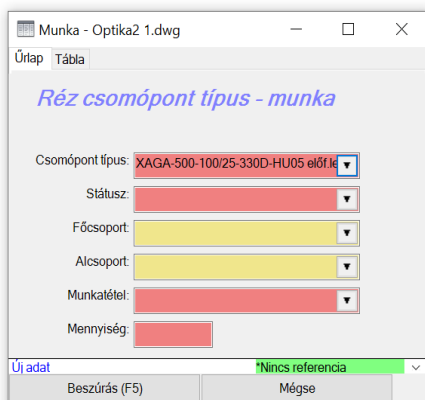 Munka - Optika2 1.dwg
Űrlap Tábla
Réz csomópont típus - munka
Csomópont típus: XAGA-500-100/25-330D-HU05 előf.le
Státusz:
Főcsoport:
Alcsoport:
Munkatétel:
Mennyiség:
Új adat *Nincs referencia
Beszúrás (F5) Mégse